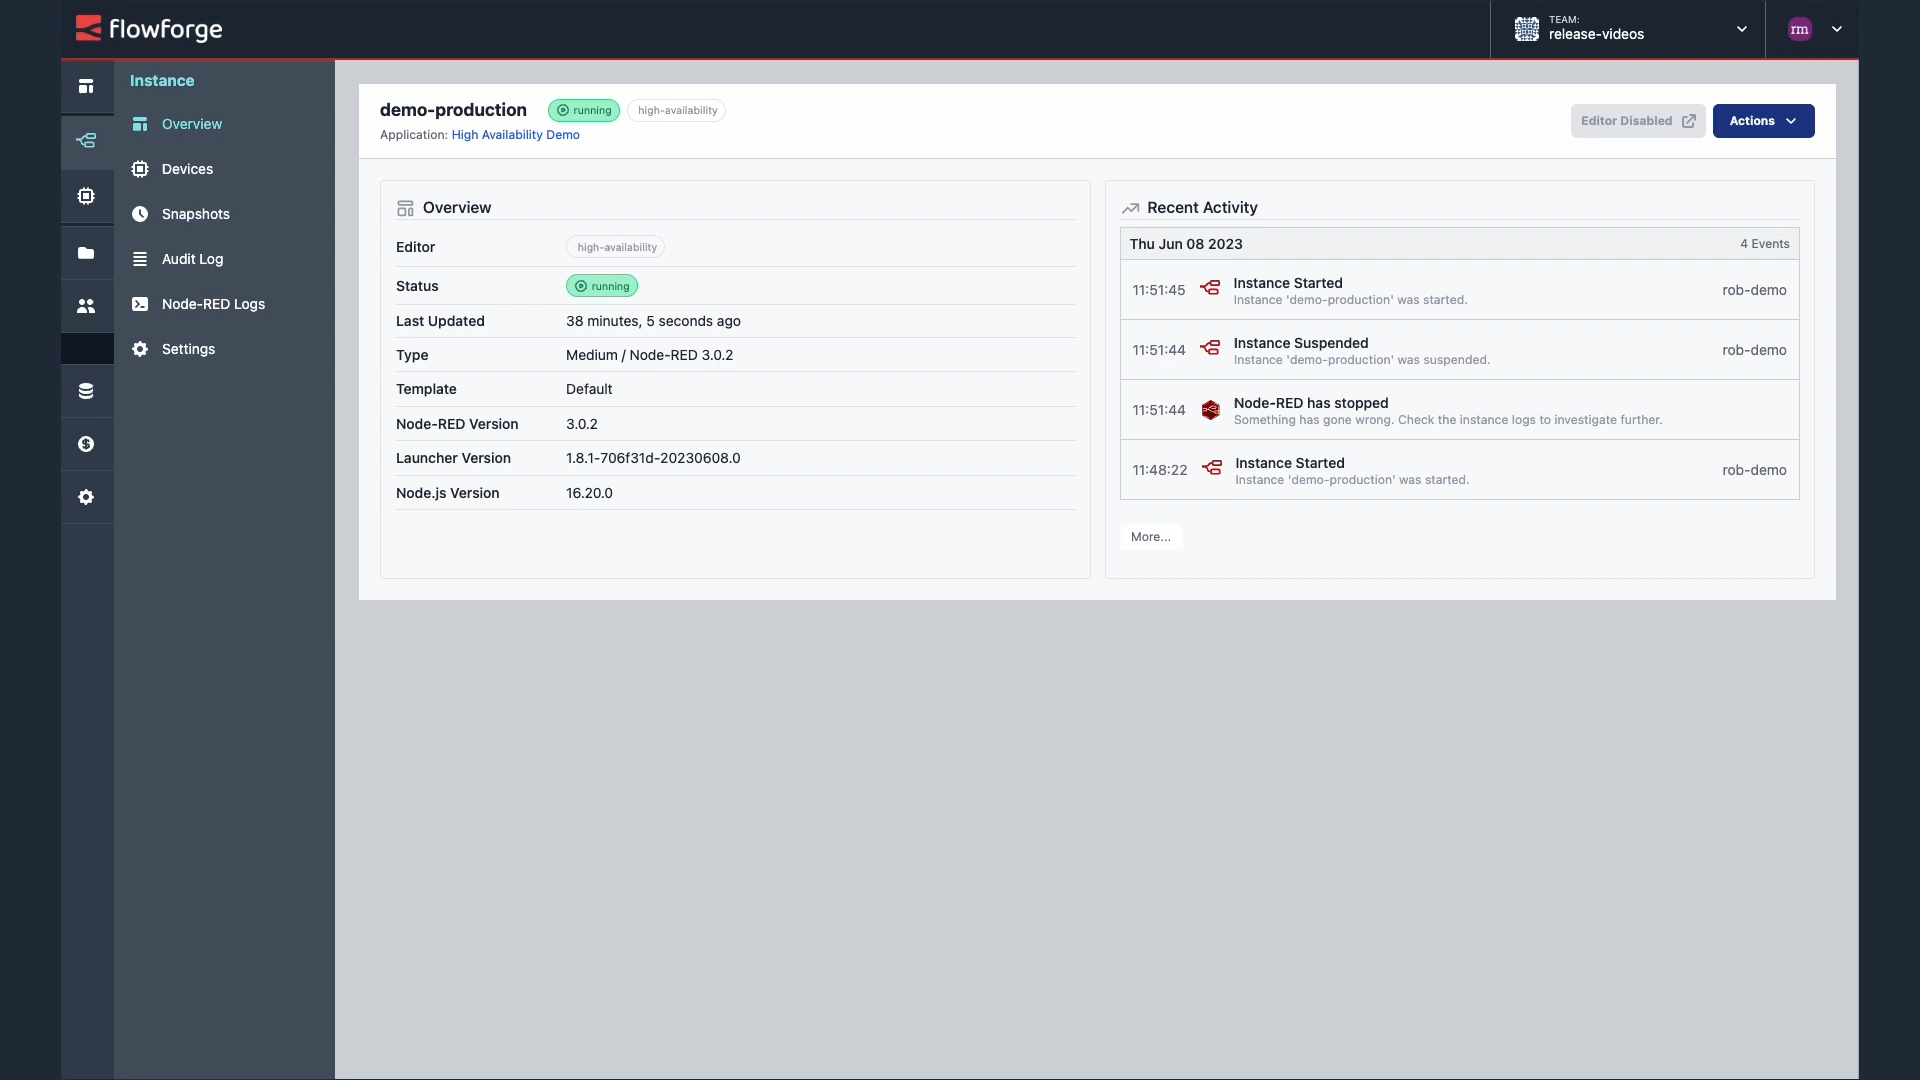 flowforge
TEAM:
release-videos
rm
Instance
Overview
Devices
Snapshots
Audit Log
Node-RED Logs
Settings
demo-production
running
high-availability
Application: High Availability Demo
Editor Disabled
Actions
Overview
Editor
high-availability
Status
running
Last Updated
38 minutes, 5 seconds ago
Type
Medium / Node-RED 3.0.2
Template
Default
Node-RED Version
3.0.2
Launcher Version
1.8.1-706f31d-20230608.0
Node.js Version
16.20.0
Recent Activity
Thu Jun 08 2023
4 Events
11:51:45
Instance Started
Instance 'demo-production' was started.
rob-demo
11:51:44
Instance Suspended
Instance 'demo-production' was suspended.
rob-demo
11:51:44
Node-RED has stopped
Something has gone wrong. Check the instance logs to investigate further.
11:48:22
Instance Started
Instance 'demo-production' was started.
rob-demo
More...